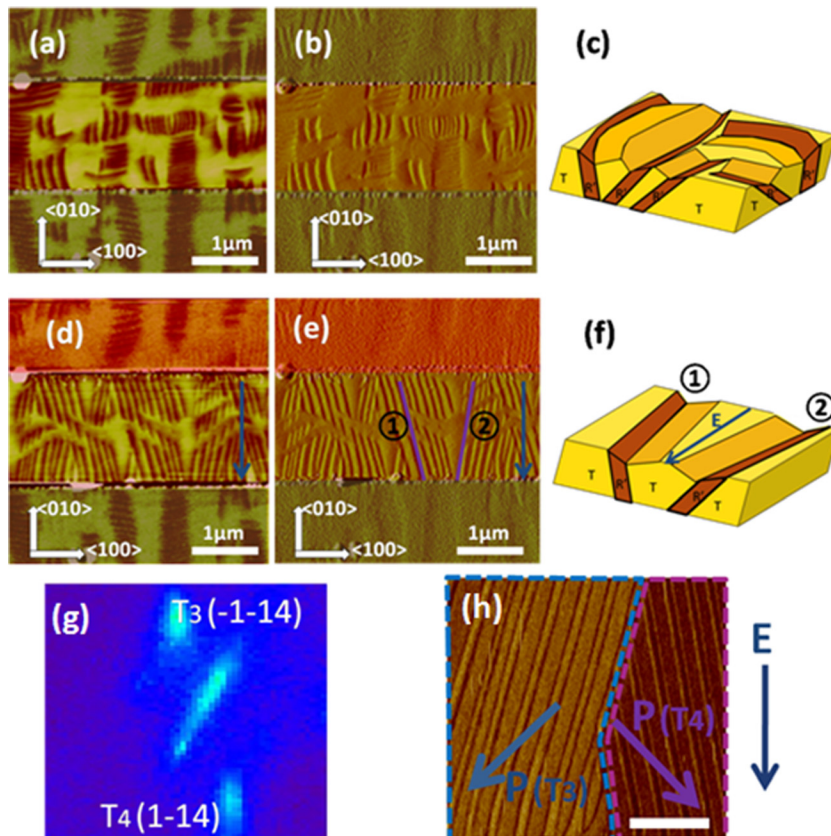 (a)
<010>
<100>
1μm
(b)
<010>
<100>
1μm
(c)
T
R'
R'
R'
T
R'
T
R'
(d)
<010>
<100>
1μm
(e)
①
②
<010>
<100>
1μm
(f)
①
②
E
T
R'
T
R'
T
(g)
T3 (-1-14)
T4 (1-14)
(h)
E
P(T4)
P(T3)